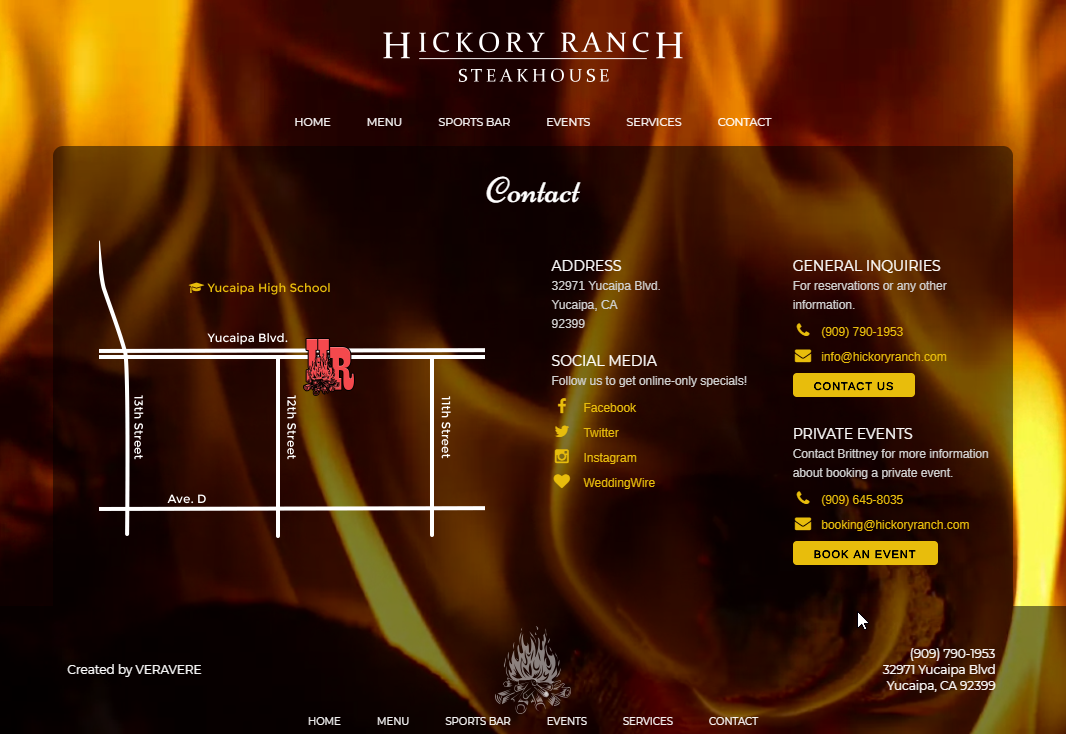 HICKORY RANCH
STEAKHOUSE
HOME MENU SPORTS BAR EVENTS SERVICES CONTACT
Contact
Yucaipa High School
Yucaipa Blvd.
HR
13th Street
12th Street
11th Street
Ave. D
ADDRESS
32971 Yucaipa Blvd.
Yucaipa, CA
92399
SOCIAL MEDIA
Follow us to get online-only specials!
Facebook
Twitter
Instagram
WeddingWire
GENERAL INQUIRIES
For reservations or any other
information.
(909) 790-1953
info@hickoryranch.com
CONTACT US
PRIVATE EVENTS
Contact Brittney for more information
about booking a private event.
(909) 645-8035
booking@hickoryranch.com
BOOK AN EVENT
Created by VERAVERE
(909) 790-1953
32971 Yucaipa Blvd
Yucaipa, CA 92399
HOME MENU SPORTS BAR EVENTS SERVICES CONTACT